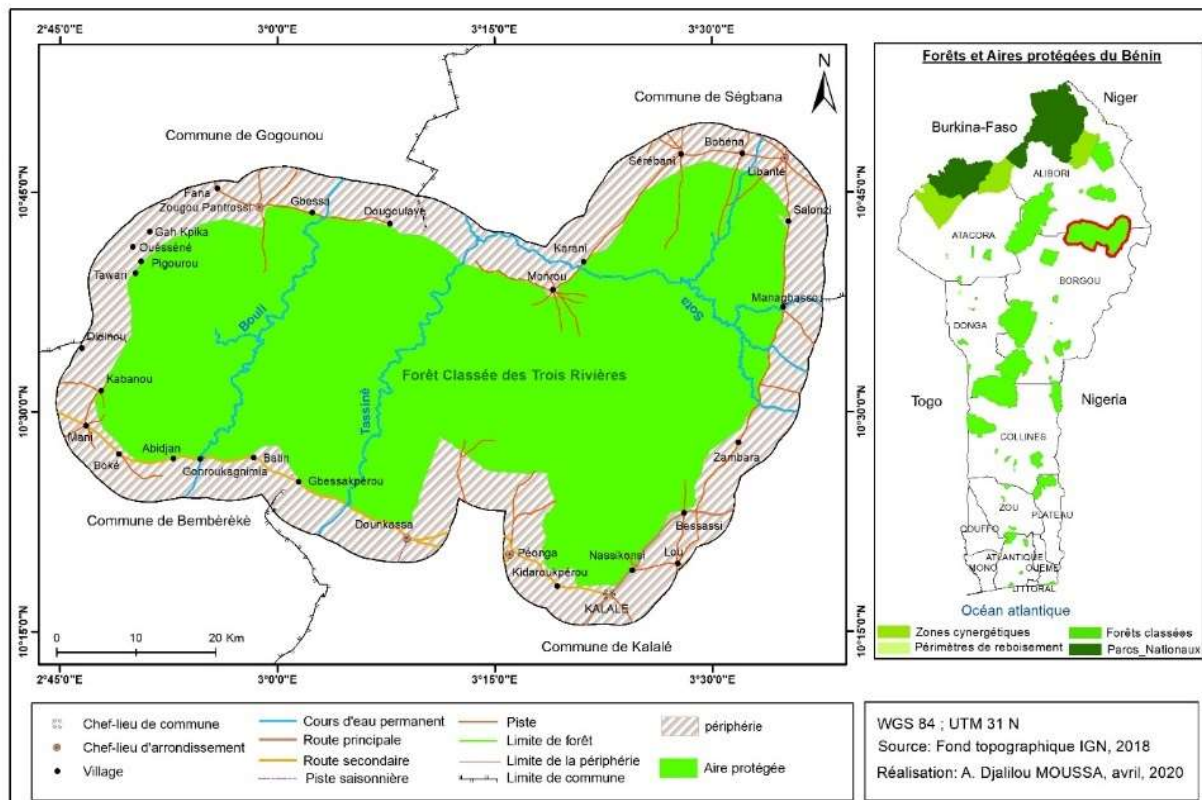 2°45'0"E
3°0'0"E
3°15'0"E
3°30'0"E
N
Commune de Ségbana
Commune de Gogounou
Bobéna
Sérébani
Libantè
10°45'0"N
10°45'0"N
Fana
Zougou Pantrossi
Gbessa
Dougoulaye
Salonzi
Gah Kpika
Ouèsséné
Pigourou
Tawari
Karani
Monrou
Sota
Bouli
Didinou
Forêt Classée des Trois Rivières
Kabanou
Tassiné
10°30'0"N
10°30'0"N
Mani
Boké
Abidjan
Gonroukagnimia
Batin
Zambara
Gbessakpérou
Commune de Bembèrèkè
Dounkassa
Bessassi
Péonga
Nassikonsi
Lou
Kidaroukpérou
KALALE
0
10
20 Km
Commune de Kalalé
10°15'0"N
10°15'0"N
2°45'0"E
3°0'0"E
3°15'0"E
3°30'0"E
Forêts et Aires protégées du Bénin
Niger
Burkina-Faso
ALIBORI
ATACORA
BORGOU
DONGA
Togo
Nigeria
COLLINES
ZOU
PLATEAU
COUFFO
ATLANTIQUE
MONO
OUEME
LITTORAL
Océan atlantique
Zones cynergétiques
Forêts classées
Périmètres de reboisement
Parcs_Nationaux
Chef-lieu de commune
Cours d'eau permanent
Piste
périphérie
Chef-lieu d'arrondissement
Route principale
Limite de forêt
Route secondaire
Limite de la périphérie
Aire protégée
Village
Piste saisonnière
Limite de commune
WGS 84 ; UTM 31 N
Source: Fond topographique IGN, 2018
Réalisation: A. Djalilou MOUSSA, avril, 2020